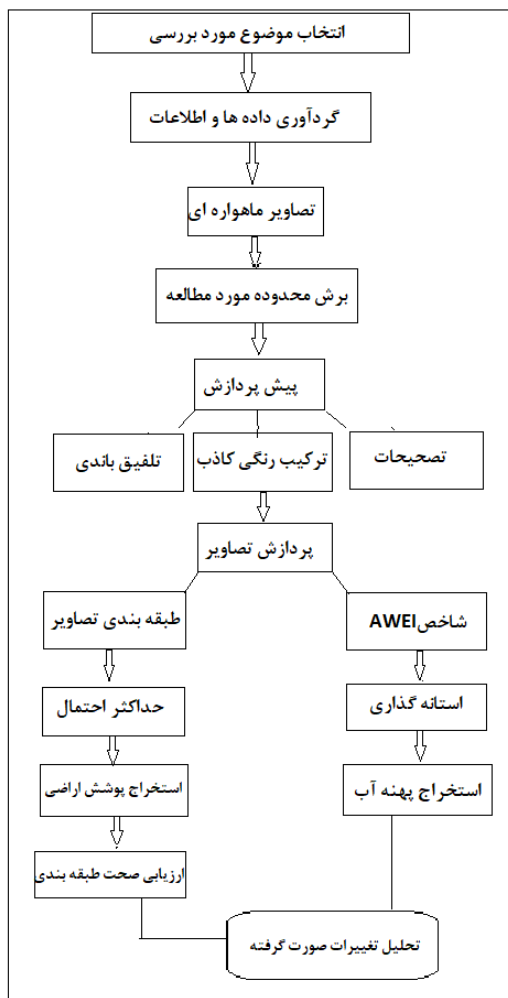 انتخاب موضوع مورد بررسی
گردآوری داده ها و اطلاعات
تصاویر ماهواره ای
برش محدوده مورد مطالعه
پیش پردازش
تصحیحات
ترکیب رنگی کاذب
تلفیق باندی
پردازش تصاویر
شاخصAWEI
طبقه بندی تصاویر
استانه گذاری
حداکثر احتمال
استخراج پهنه آب
استخراج پوشش اراضی
ارزیابی صحت طبقه بندی
تحلیل تغییرات صورت گرفته